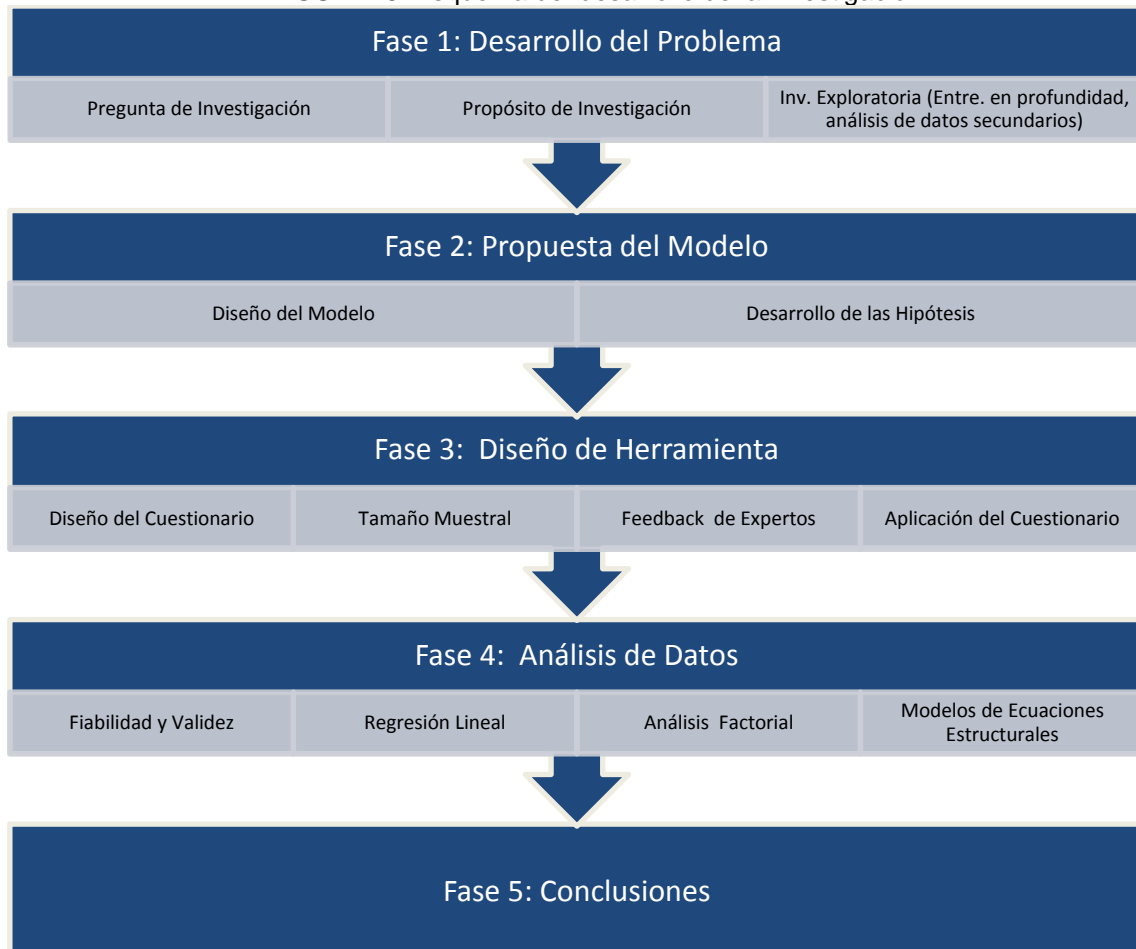 Fase 1: Desarrollo del Problema
Pregunta de Investigación
Propósito de Investigación
Inv. Exploratoria (Entre. en profundidad,
análisis de datos secundarios)
Fase 2: Propuesta del Modelo
Diseño del Modelo
Desarrollo de las Hipótesis
Fase 3:  Diseño de Herramienta
Diseño del Cuestionario
Tamaño Muestral
Feedback  de Expertos
Aplicación del Cuestionario
Fase 4:  Análisis de Datos
Fiabilidad y Validez
Regresión Lineal
Análisis  Factorial
Modelos de Ecuaciones
Estructurales
Fase 5: Conclusiones